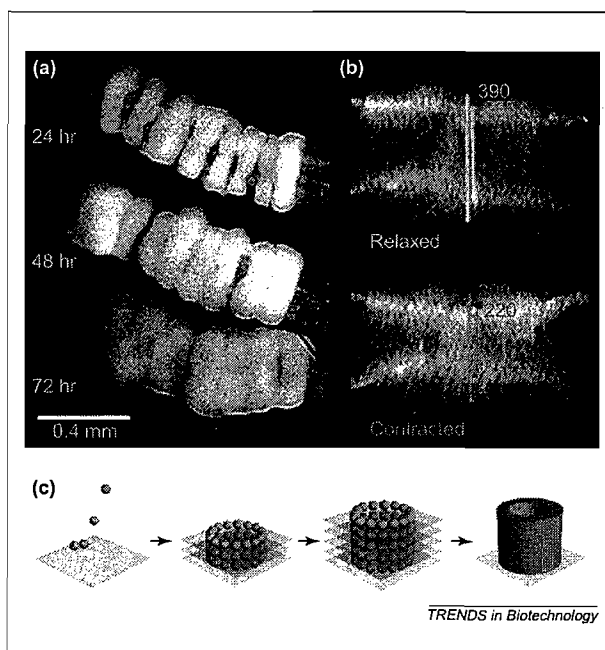 (a)
24 hr
48 hr
72 hr
0.4 mm
(b)
390
Relaxed
220
Contracted
(c)
TRENDS in Biotechnology